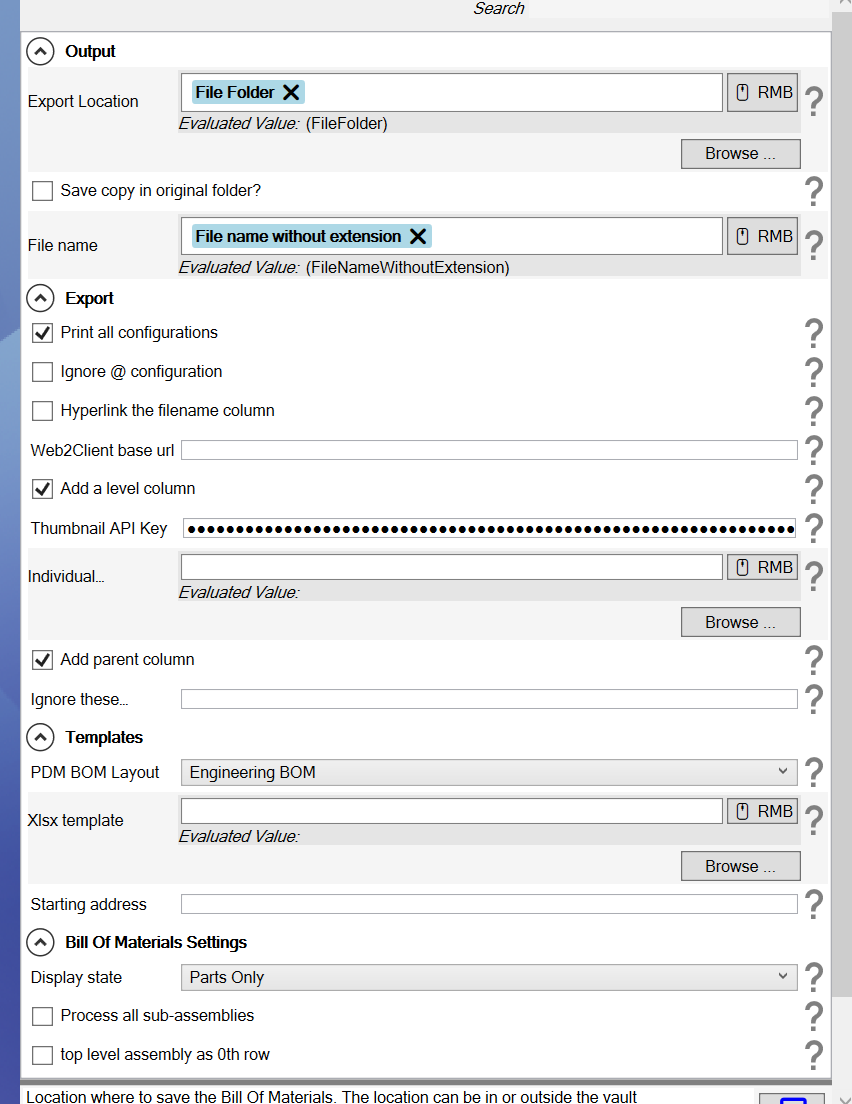 Search
Output
Export Location
File Folder
RMB
?
Evaluated Value: (FileFolder)
Browse ...
Save copy in original folder?
?
File name
File name without extension
RMB
?
Evaluated Value: (FileNameWithoutExtension)
Export
Print all configurations
?
Ignore @ configuration
?
Hyperlink the filename column
?
Web2Client base url
?
Add a level column
?
Thumbnail API Key
?
Individual...
RMB
?
Evaluated Value:
Browse ...
Add parent column
?
Ignore these...
?
Templates
PDM BOM Layout
Engineering BOM
?
Xlsx template
RMB
?
Evaluated Value:
Browse ...
Starting address
?
Bill Of Materials Settings
Display state
Parts Only
?
Process all sub-assemblies
?
top level assembly as 0th row
?
Location where to save the Bill Of Materials. The location can be in or outside the vault